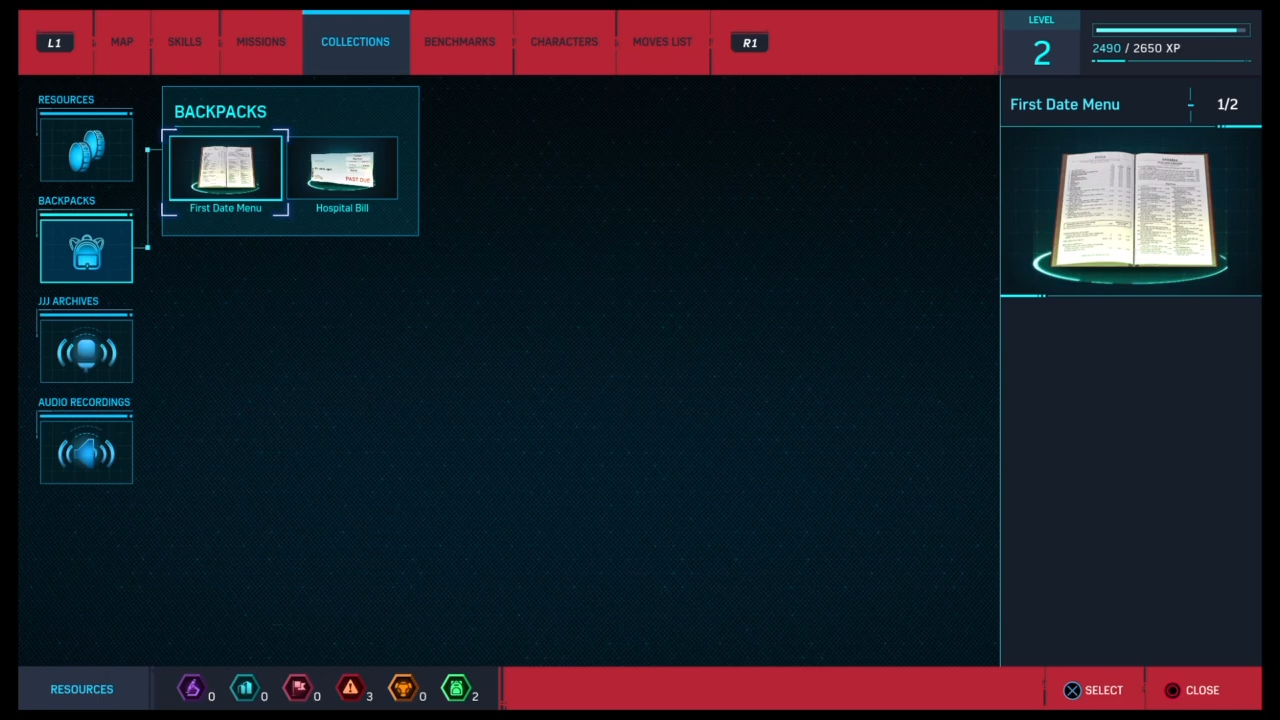 L1 MAP SKILLS MISSIONS COLLECTIONS BENCHMARKS CHARACTERS MOVES LIST R1
LEVEL
2
2490 / 2650 XP
RESOURCES
BACKPACKS
JJJ ARCHIVES
AUDIO RECORDINGS
BACKPACKS
PAST DUE
First Date Menu Hospital Bill
First Date Menu 1/2
RESOURCES 0 0 0 3 0 2
SELECT CLOSE